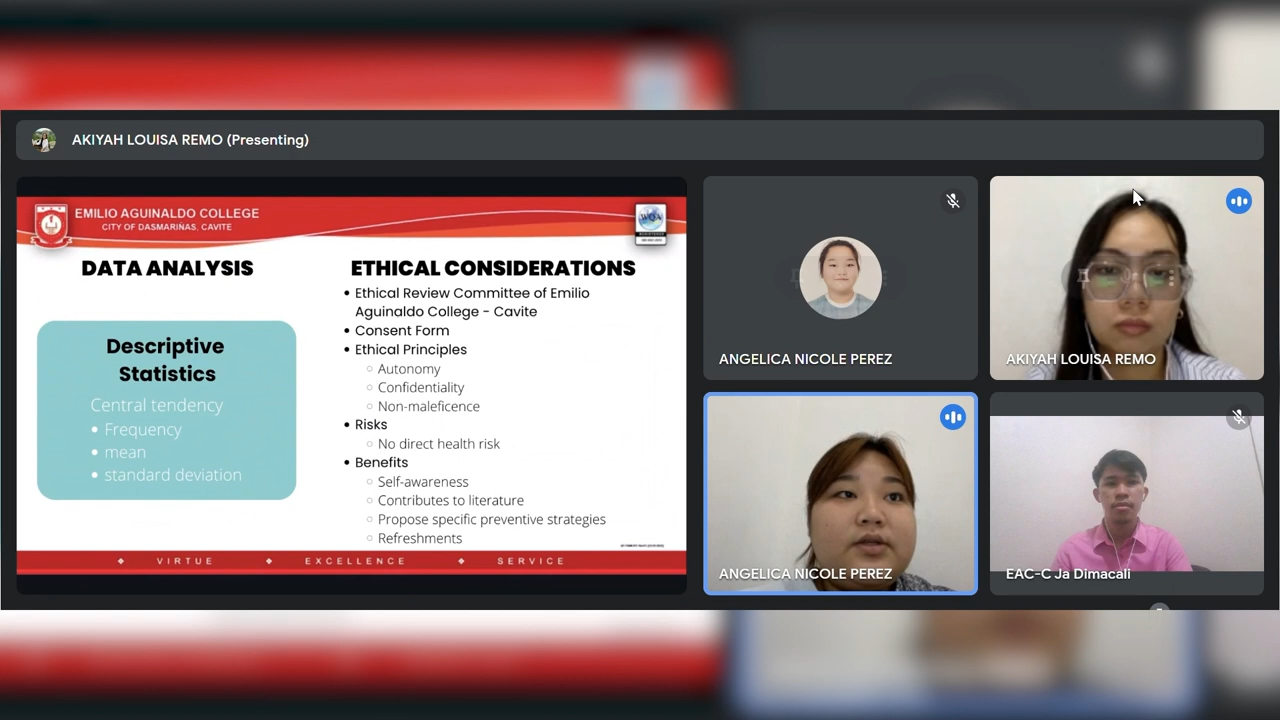 AKIYAH LOUISA REMO (Presenting)
EMILIO AGUINALDO COLLEGE
CITY OF DASMARIÑAS, CAVITE
WQA
DATA ANALYSIS
Descriptive
Statistics
Central tendency
• Frequency
• mean
• standard deviation
ETHICAL CONSIDERATIONS
• Ethical Review Committee of Emilio
Aguinaldo College - Cavite
• Consent Form
• Ethical Principles
○ Autonomy
○ Confidentiality
○ Non-maleficence
• Risks
○ No direct health risk
• Benefits
○ Self-awareness
○ Contributes to literature
○ Propose specific preventive strategies
○ Refreshments
VIRTUE
EXCELLENCE
SERVICE
ANGELICA NICOLE PEREZ
AKIYAH LOUISA REMO
ANGELICA NICOLE PEREZ
EAC-C Ja Dimacali